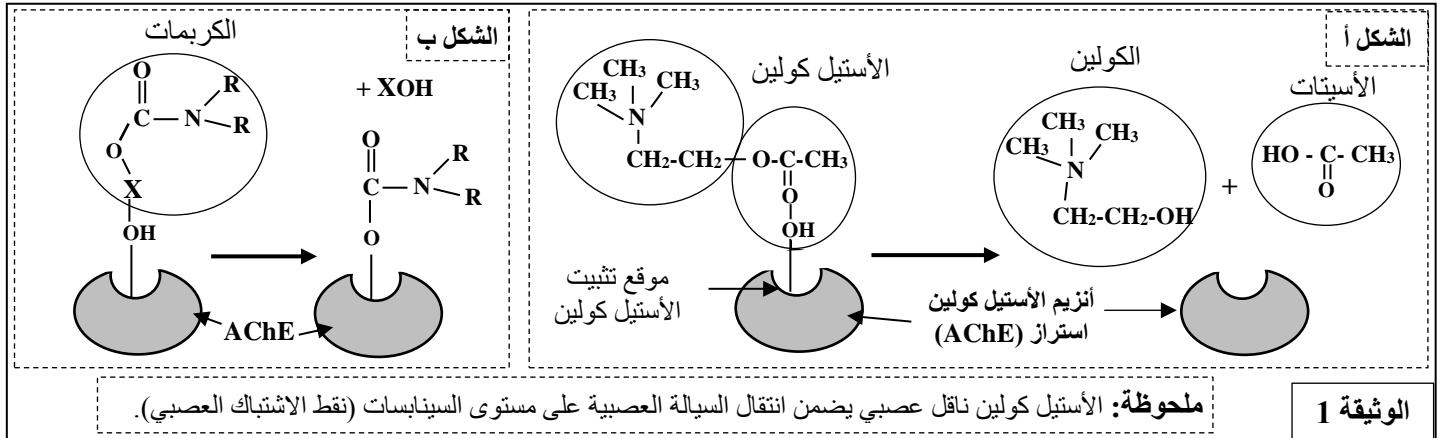 الشكل أ
الأستيل كولين
CH3
CH3
CH3
N
CH2-CH2
O-C-CH3
O
OH
موقع تثبيت
الأستيل كولين
الكولين
CH3
CH3
CH3
N
CH2-CH2-OH
+
الأسيتات
HO - C- CH3
O
أنزيم الأستيل كولين
استراز (AChE)
الشكل ب
الكربمات
O
C
N
R
R
O
X
OH
+ XOH
O
C
N
R
R
O
AChE
الوثيقة 1
ملحوظة: الأستيل كولين ناقل عصبي يضمن انتقال السيالة العصبية على مستوى السينابسات (نقط الاشتباك العصبي).